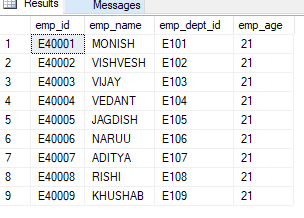 Results Messages
emp_id emp_name emp_dept_id emp_age
1 E40001 MONISH E101 21
2 E40002 VISHVESH E102 21
3 E40003 VIJAY E103 21
4 E40004 VEDANT E104 21
5 E40005 JAGDISH E105 21
6 E40006 NARUU E106 21
7 E40007 ADITYA E107 21
8 E40008 RISHI E108 21
9 E40009 KHUSHAB E109 21